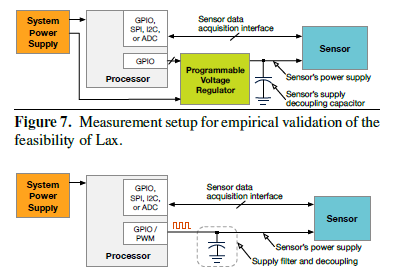 System
Power
Supply
GPIO,
SPI, I2C,
or ADC
GPIO
Processor
Sensor data
acquisition interface
Programmable
Voltage
Regulator
Sensor
Sensor's power supply
Sensor's supply
decoupling capacitor
Figure 7. Measurement setup for empirical validation of the
feasibility of Lax.
System
Power
Supply
GPIO,
SPI, I2C,
or ADC
GPIO /
PWM
Processor
Sensor data
acquisition interface
Sensor
Sensor's power supply
Supply filter and decoupling